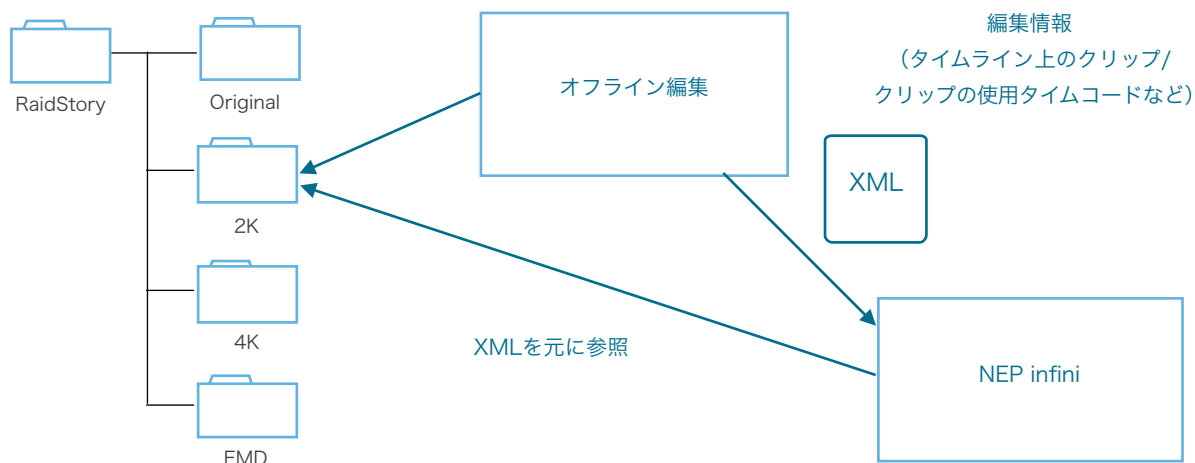 RaidStory
Original
2K
4K
FMD
オフライン編集
編集情報
（タイムライン上のクリップ/
クリップの使用タイムコードなど）
XML
XMLを元に参照
NEP infini